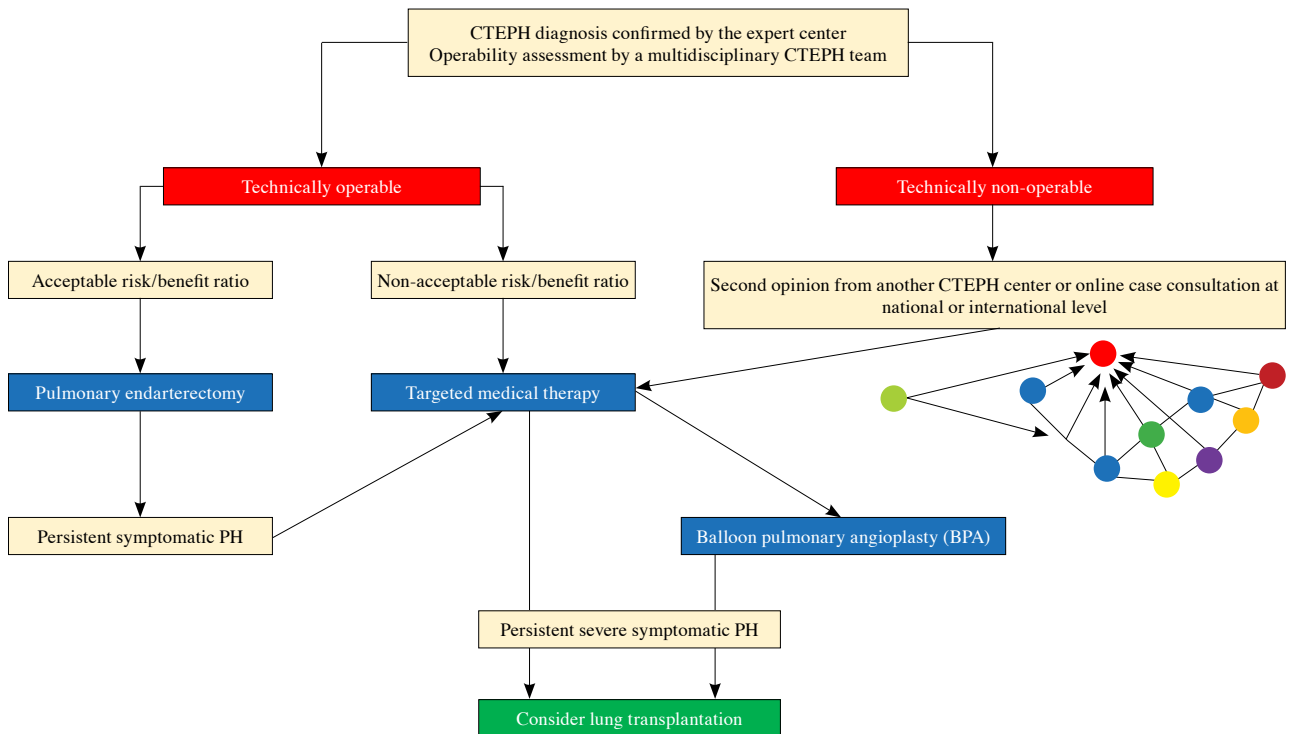 CTEPH diagnosis confirmed by the expert center
Operability assessment by a multidisciplinary CTEPH team
Technically operable
Technically non-operable
Acceptable risk/benefit ratio
Non-acceptable risk/benefit ratio
Second opinion from another CTEPH center or online case consultation at
national or international level
Pulmonary endarterectomy
Targeted medical therapy
Persistent symptomatic PH
Balloon pulmonary angioplasty (BPA)
Persistent severe symptomatic PH
Consider lung transplantation